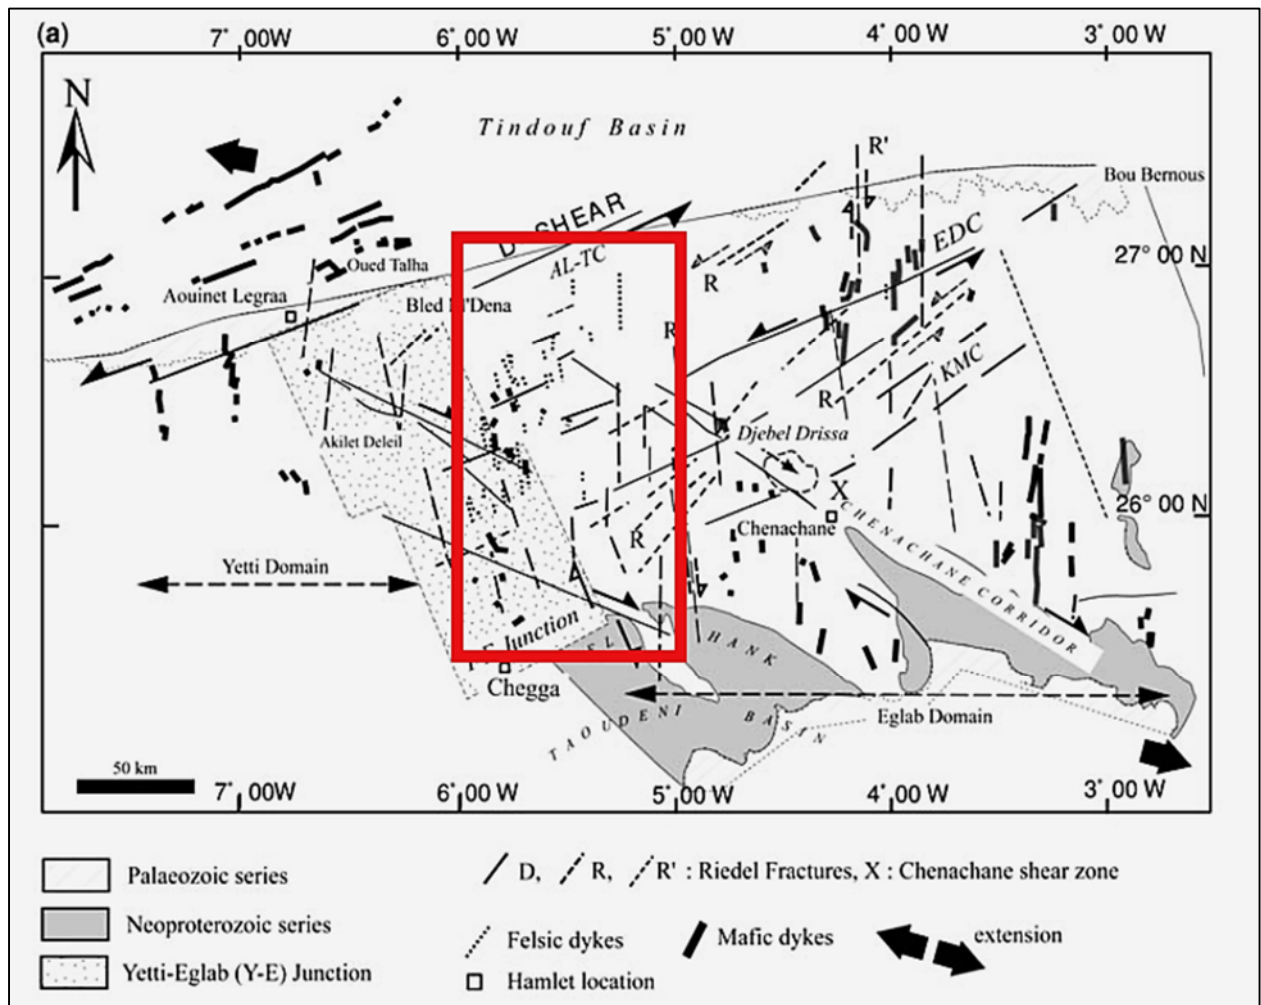 (a)
7° 00W 6° 00 W 5° 00 W 4° 00 W 3° 00 W
N
Tindouf Basin
R'
Bou Bernous
D SHEAR
EDC
AL-TC
27° 00 N
Oued Talha
R
Aouinet Legraa
Bled M'Dena
R
KMC
R
Akilet Deleil
Djebel Drissa
X
26° 00 N
Chenachane
R
CHENACHANE CORRIDOR
Yetti Domain
Junction
EL HANK
Chegga
Eglab Domain
TAOUDENI BASAN
50 km
7° 00W 6° 00 W 5° 00 W 4° 00 W 3° 00 W
Palaeozoic series
D, R, R' : Riedel Fractures, X : Chenachane shear zone
Neoproterozoic series
Felsic dykes
Mafic dykes
extension
Yetti-Eglab (Y-E) Junction
Hamlet location